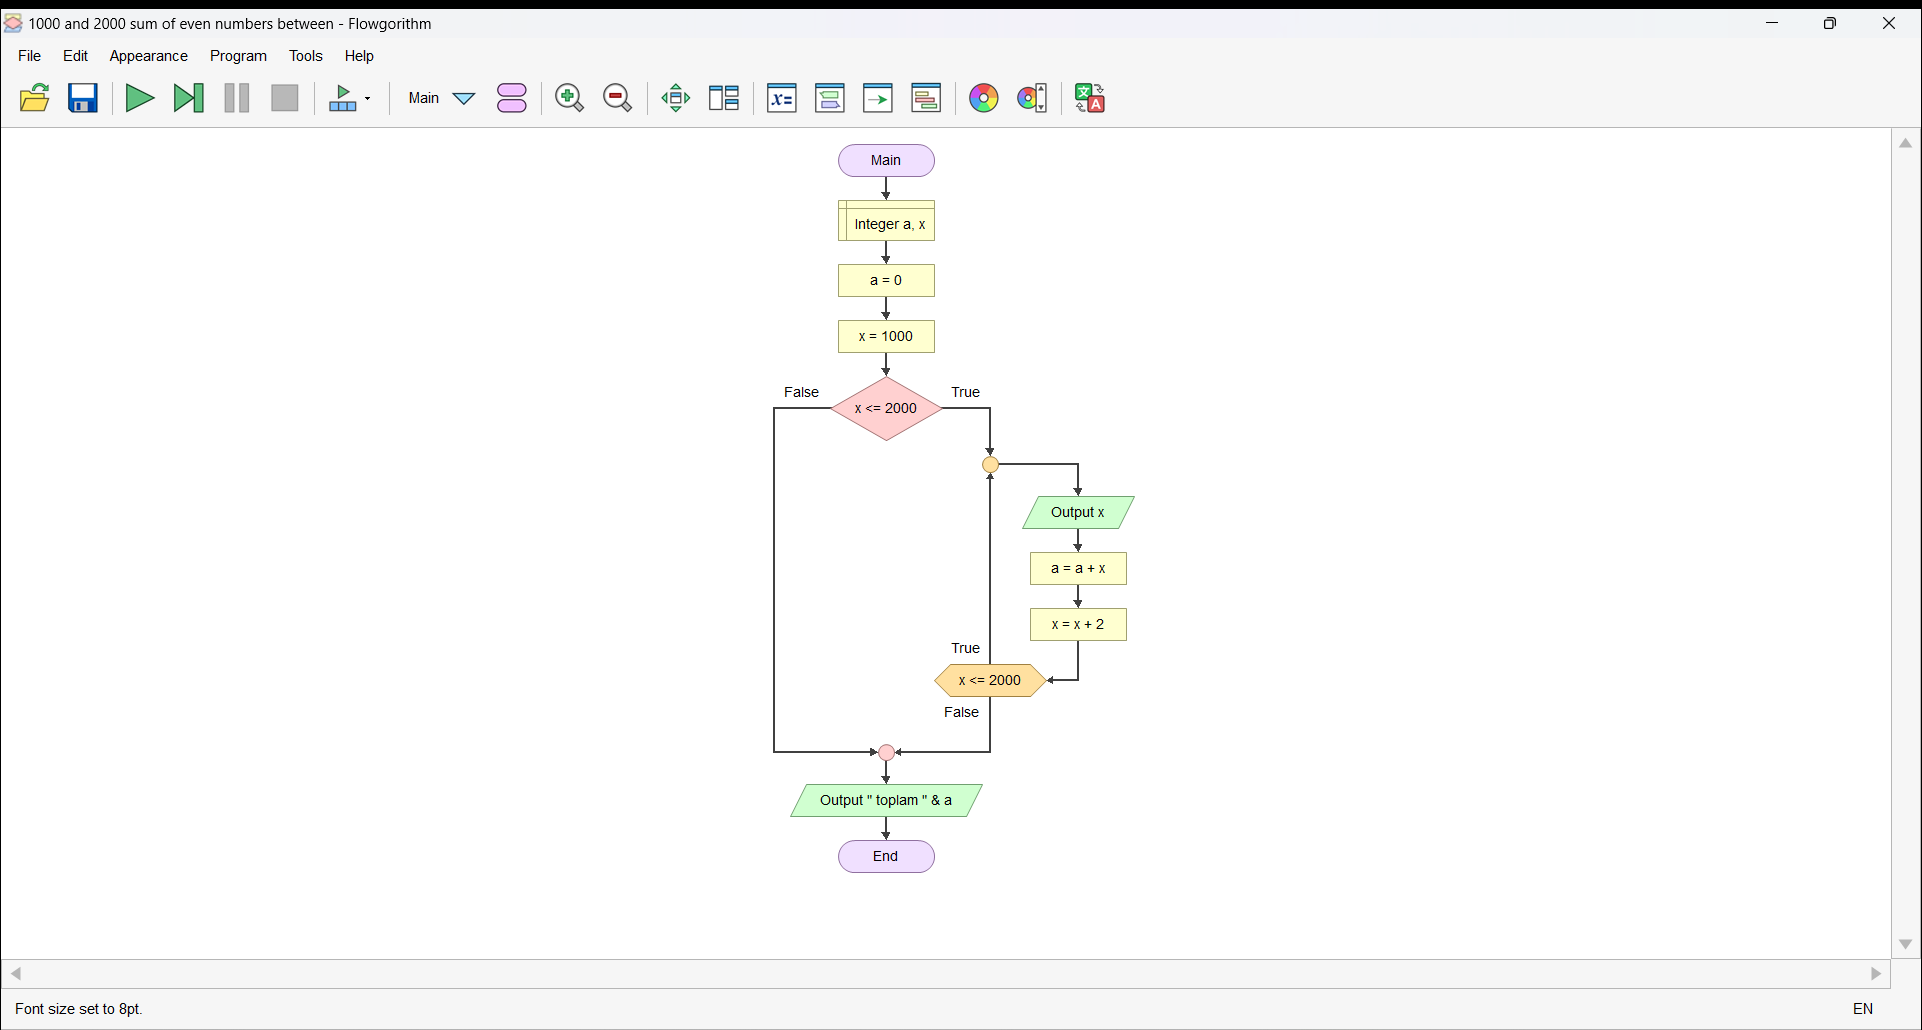 1000 and 2000 sum of even numbers between - Flowgorithm
File Edit Appearance Program Tools Help
Main
x=
文
A
Main
Integer a, x
a = 0
x = 1000
False
True
x <= 2000
Output x
a = a + x
x = x + 2
True
x <= 2000
False
Output " toplam " & a
End
Font size set to 8pt.
EN